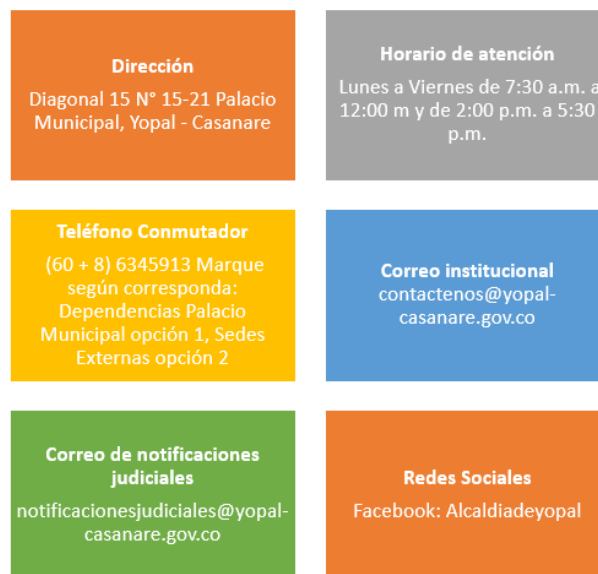 Dirección
Diagonal 15 N° 15-21 Palacio
Municipal, Yopal - Casanare
Horario de atención
Lunes a Viernes de 7:30 a.m. a
12:00 m y de 2:00 p.m. a 5:30
p.m.
Teléfono Conmutador
(60 + 8) 6345913 Marque
según corresponda:
Dependencias Palacio
Municipal opción 1, Sedes
Externas opción 2
Correo institucional
contactenos@yopal-
casanare.gov.co
Correo de notificaciones
judiciales
notificacionesjudiciales@yopal-
casanare.gov.co
Redes Sociales
Facebook: Alcaldiadeyopal